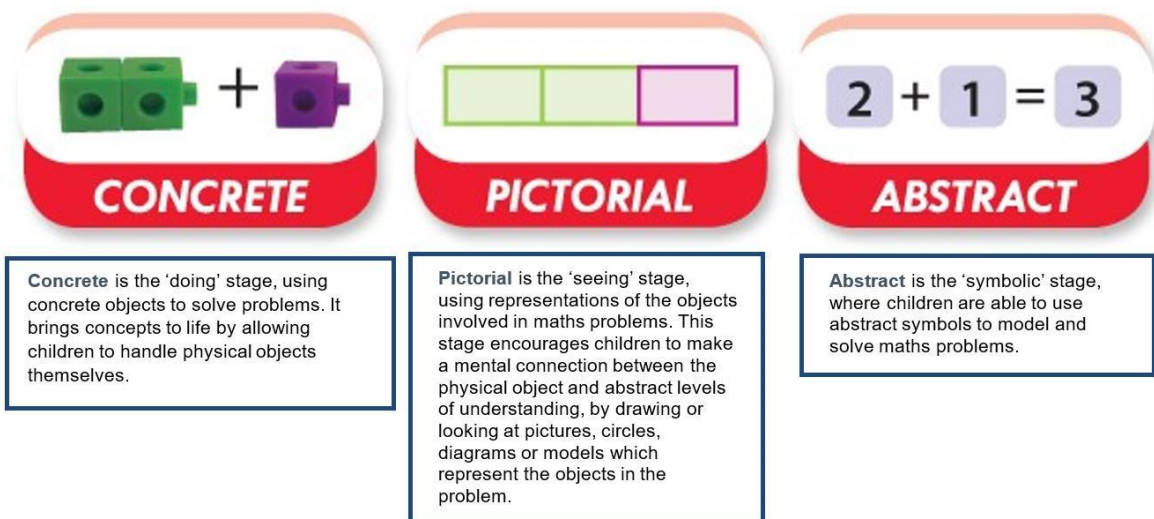 +
2 + 1 = 3
CONCRETE
PICTORIAL
ABSTRACT
Concrete is the ‘doing’ stage, using
concrete objects to solve problems. It
brings concepts to life by allowing
children to handle physical objects
themselves.
Pictorial is the ‘seeing’ stage,
using representations of the objects
involved in maths problems. This
stage encourages children to make
a mental connection between the
physical object and abstract levels
of understanding, by drawing or
looking at pictures, circles,
diagrams or models which
represent the objects in the
problem.
Abstract is the ‘symbolic’ stage,
where children are able to use
abstract symbols to model and
solve maths problems.